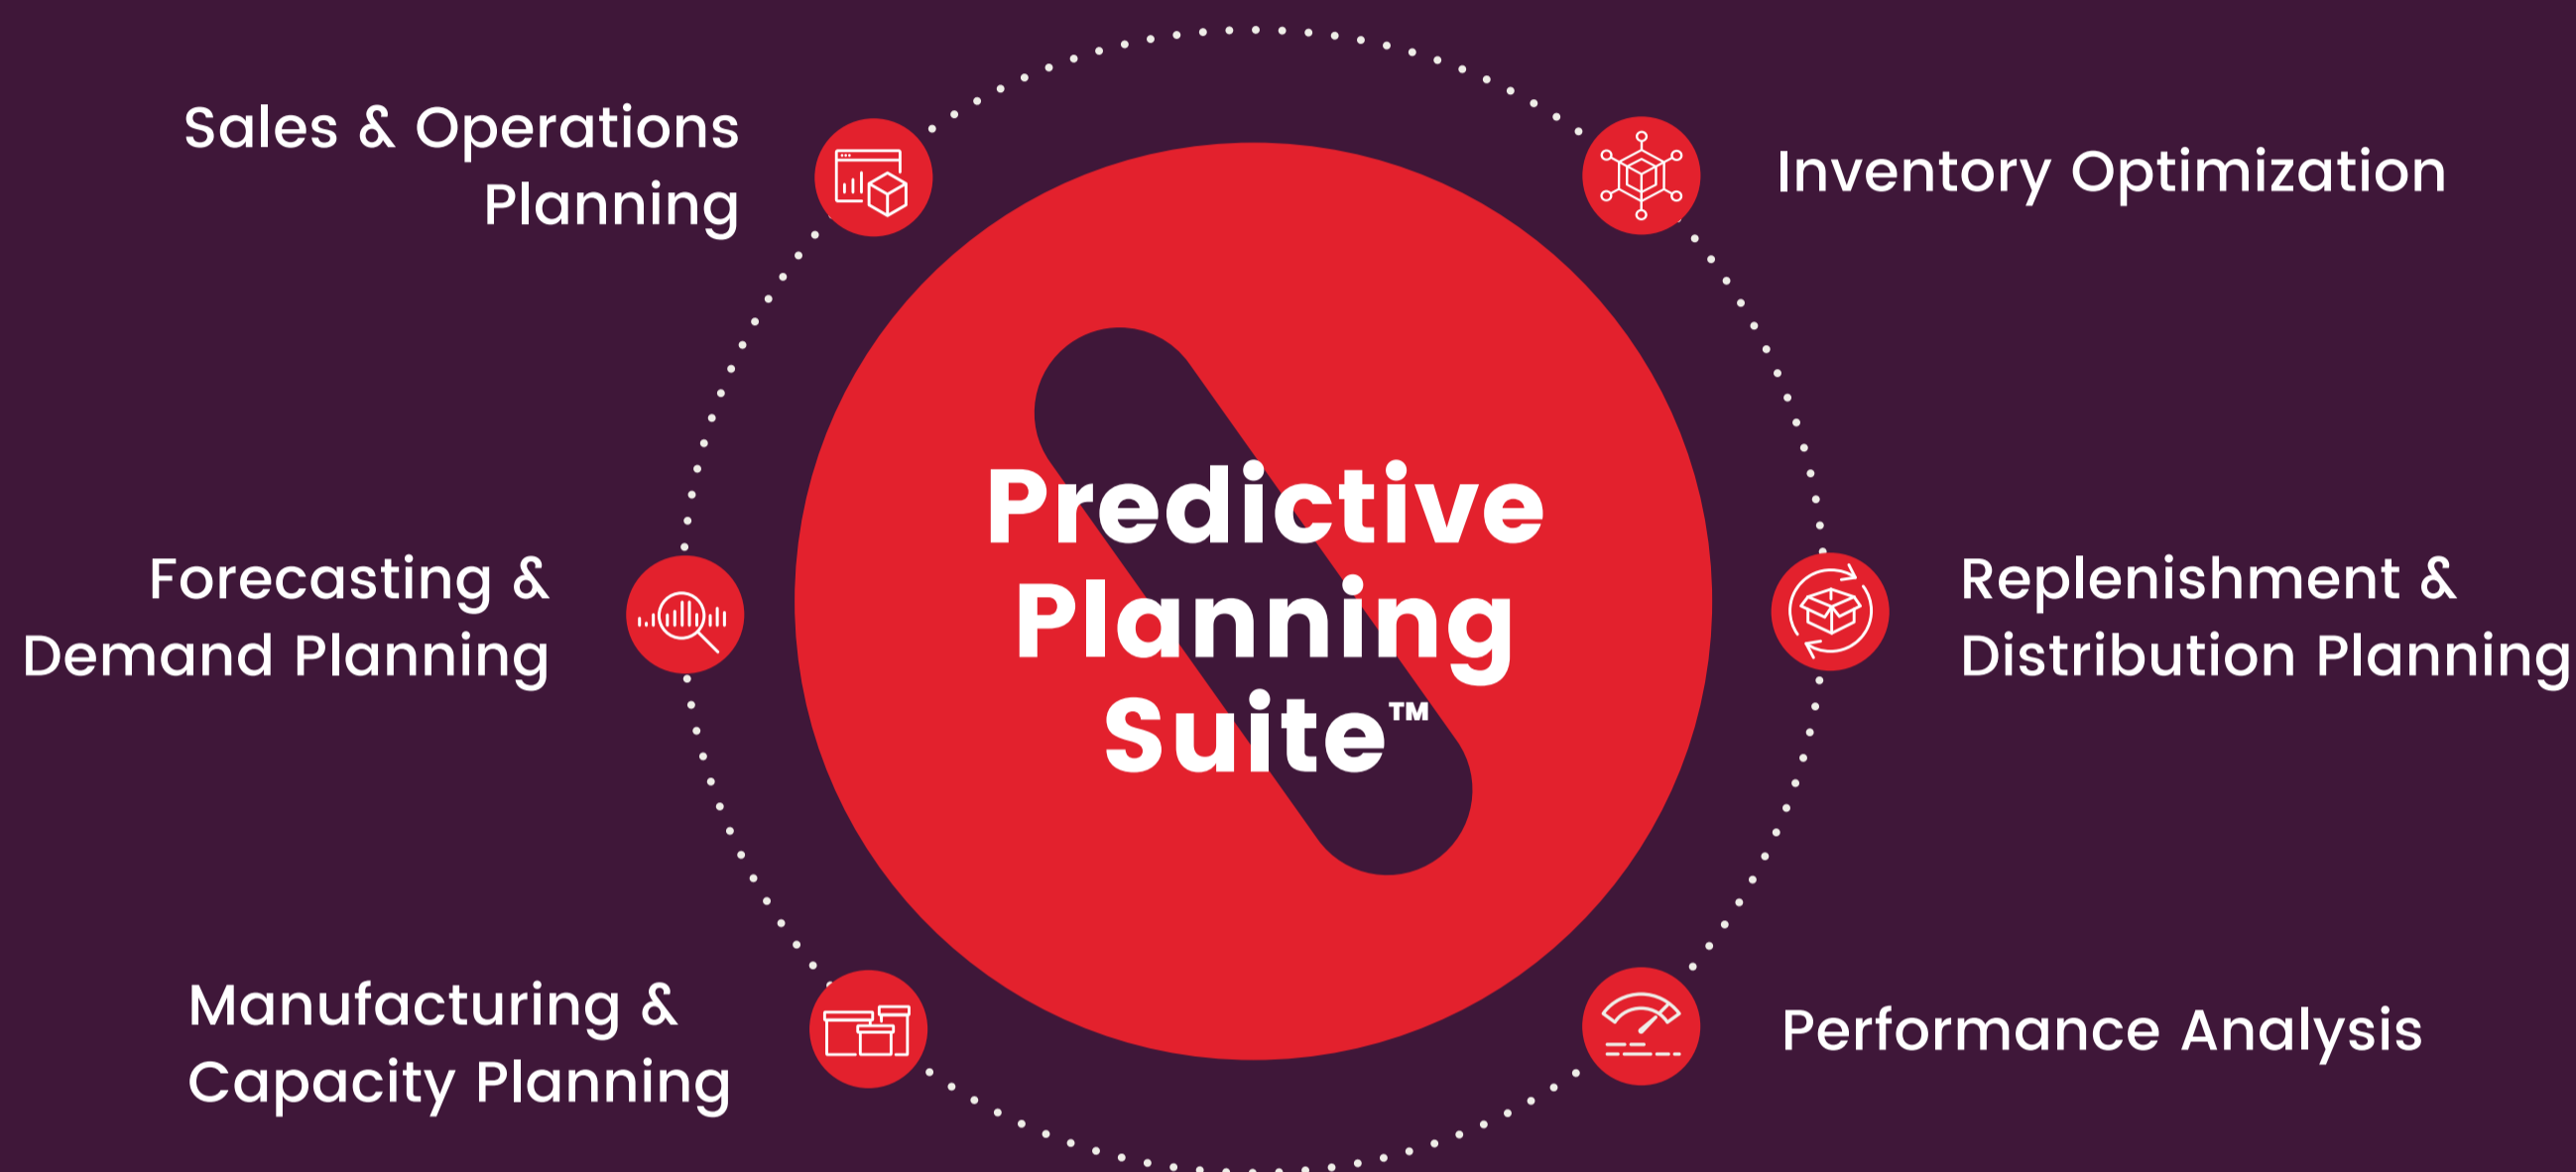 Sales & Operations
Planning
Inventory Optimization
Predictive
Planning
Suite™
Forecasting &
Demand Planning
Replenishment &
Distribution Planning
Manufacturing &
Capacity Planning
Performance Analysis